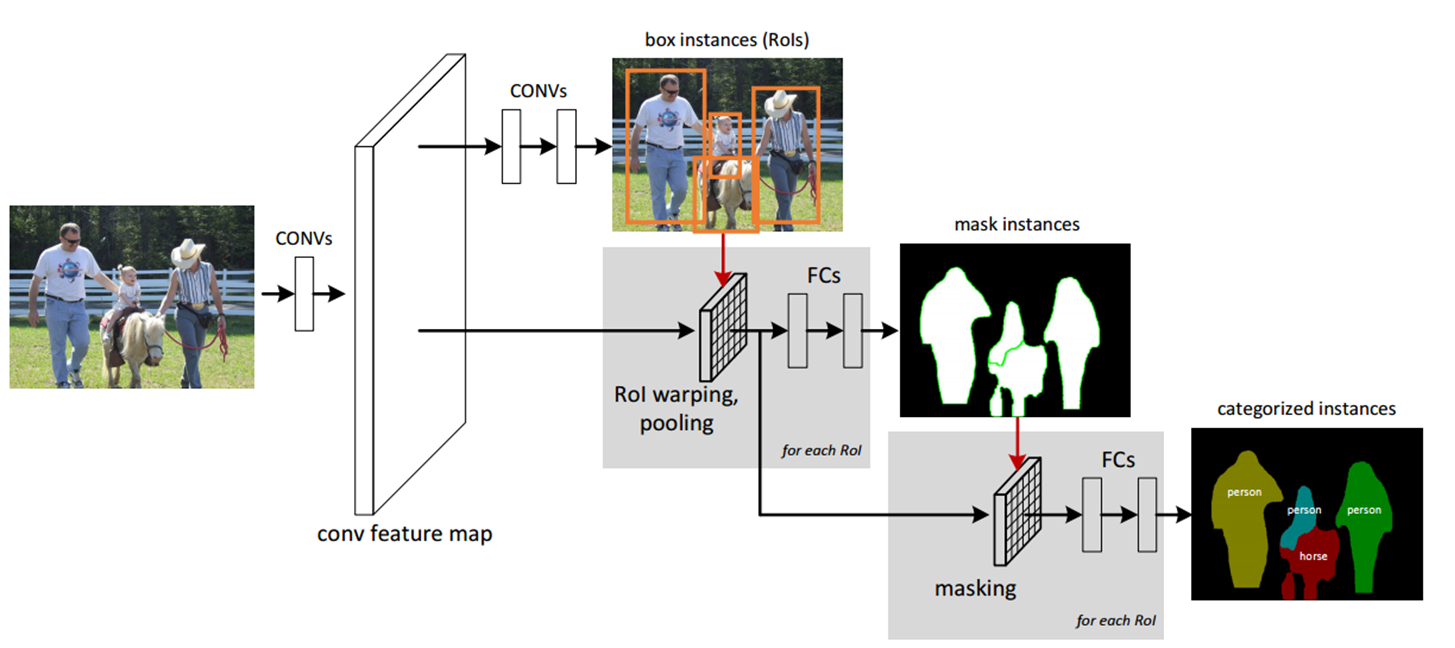 box instances (RoIs)
CONVs
CONVs
mask instances
FCs
RoI warping,
pooling
for each RoI
conv feature map
categorized instances
FCs
person
person
person
horse
masking
for each RoI